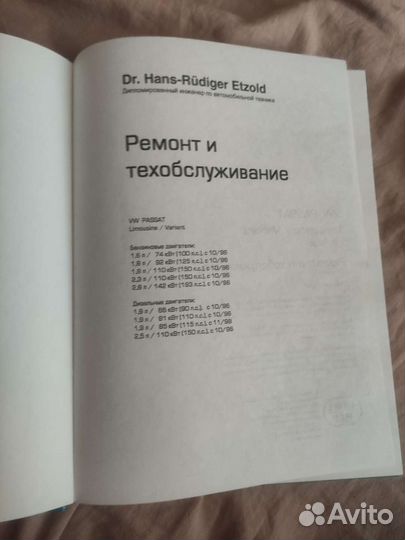 Dr. Hans-Rüdiger Etzold
Дипломированный инженер по автомобильной технике
Ремонт и
техобслуживание
VW PASSAT
Limousine / Variant
Бензиновые двигатели:
1,6 л / 74 кВт (100 л.с.) с 10/96
1,8 л / 92 кВт (125 л.с.) с 10/96
1,8 л / 110 кВт (150 л.с.) с 10/96
2,3 л / 110 кВт (150 л.с.) с 10/96
2,8 л / 142 кВт (193 л.с.) с 10/96
Дизельные двигатели:
1,9 л / 66 кВт (90 л.с.) с 10/96
1,9 л / 81 кВт (110 л.с.) с 10/96
1,9 л / 85 кВт (115 л.с.) с 11/98
2,5 л / 110 кВт (150 л.с.) с 10/96
Avito